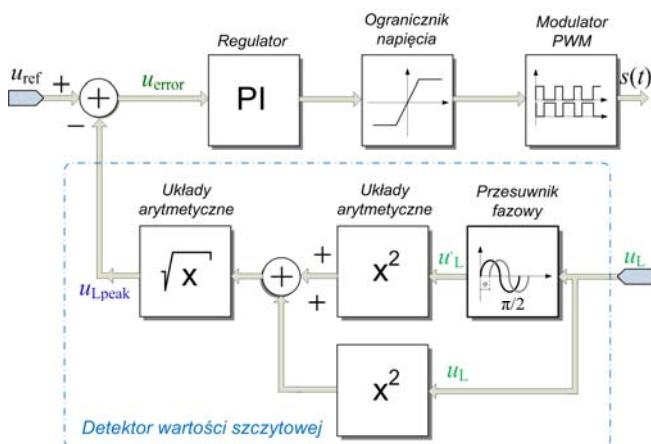 Regulator
Ogranicznik
napięcia
Modulator
PWM
u_ref
+
+
−
u_error
PI
s(t)
Układy
arytmetyczne
Układy
arytmetyczne
Przesuwnik
fazowy
√x
+
+
+
x²
u'_L
φ
π/2
u_L
u_Lpeak
x²
u_L
Detektor wartości szczytowej